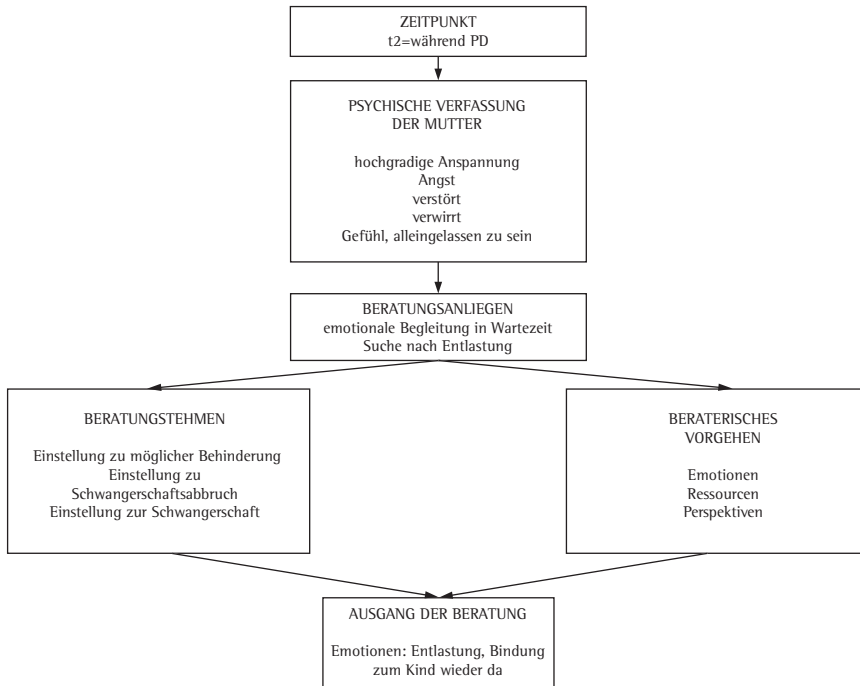 ZEITPUNKT
t2=während PD
PSYCHISCHE VERFASSUNG
DER MUTTER
hochgradige Anspannung
Angst
verstört
verwirrt
Gefühl, alleingelassen zu sein
BERATUNGSANLIEGEN
emotionale Begleitung in Wartezeit
Suche nach Entlastung
BERATUNGSTEHMEN
Einstellung zu möglicher Behinderung
Einstellung zu
Schwangerschaftsabbruch
Einstellung zur Schwangerschaft
BERATERISCHES
VORGEHEN
Emotionen
Ressourcen
Perspektiven
AUSGANG DER BERATUNG
Emotionen: Entlastung, Bindung
zum Kind wieder da